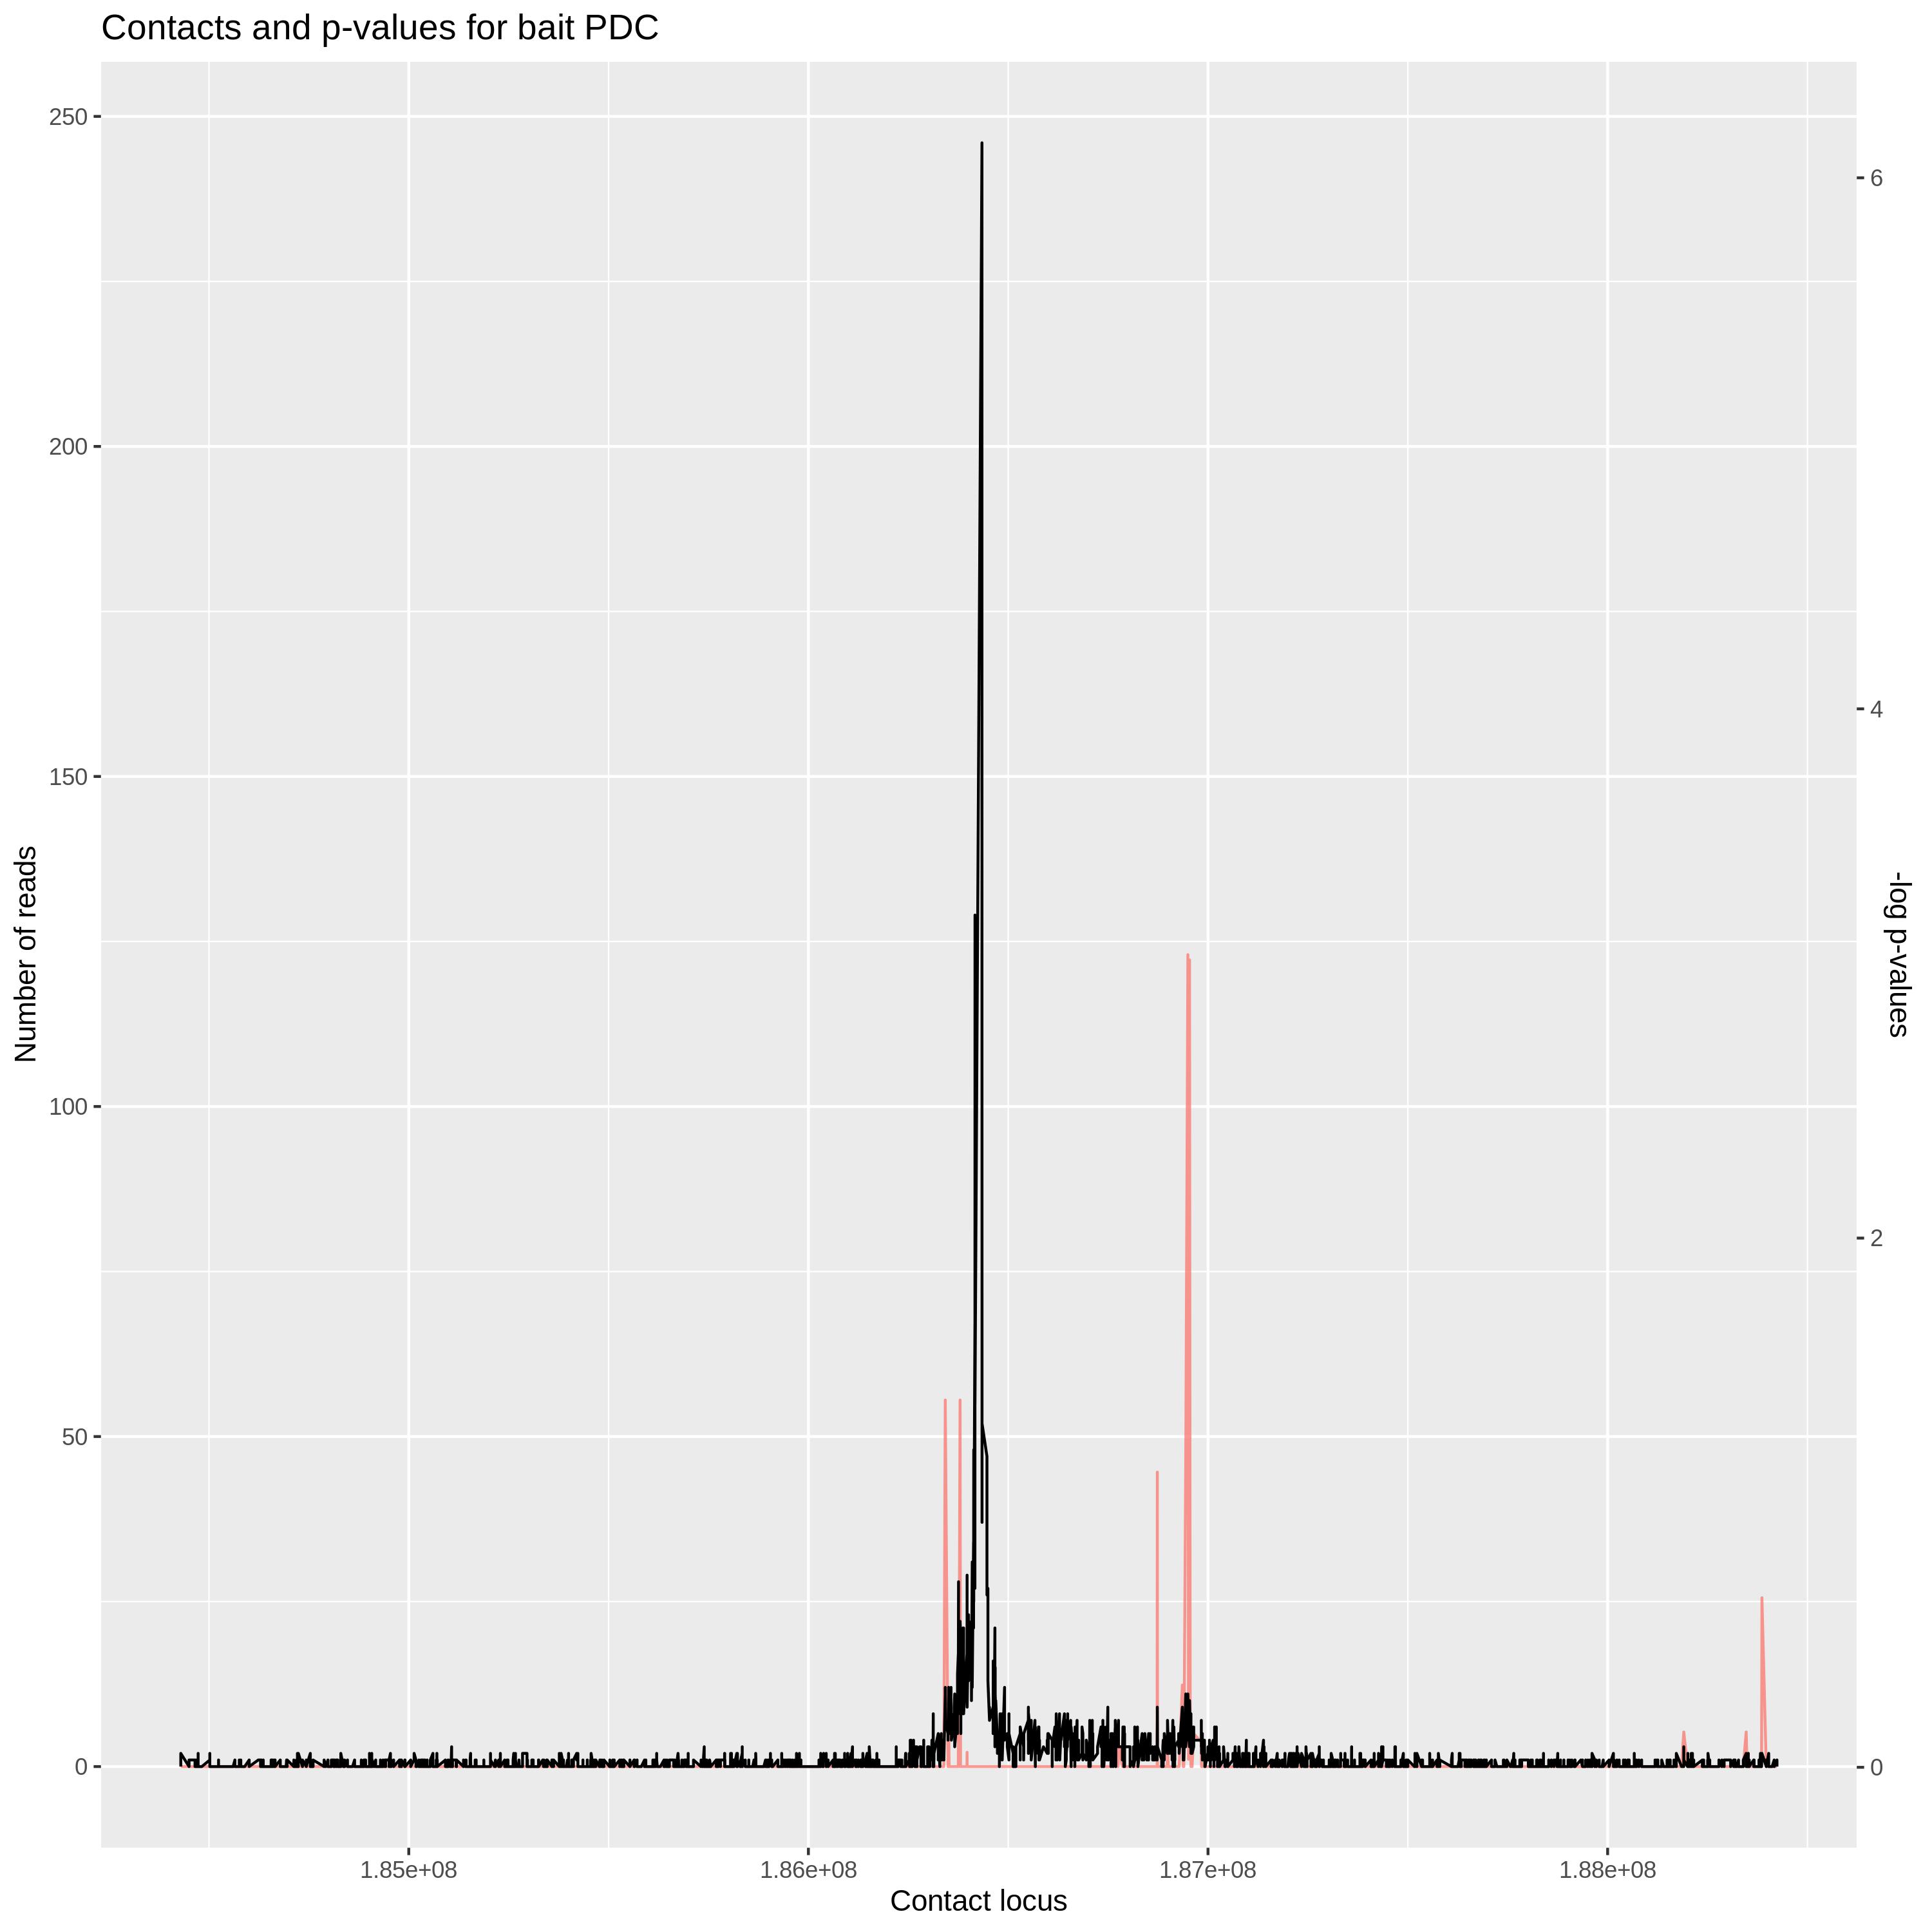 Contacts and p-values for bait PDC
250
200
150
100
50
0
Number of reads
6
4
2
0
-log p-values
1.85e+08
1.86e+08
1.87e+08
1.88e+08
Contact locus